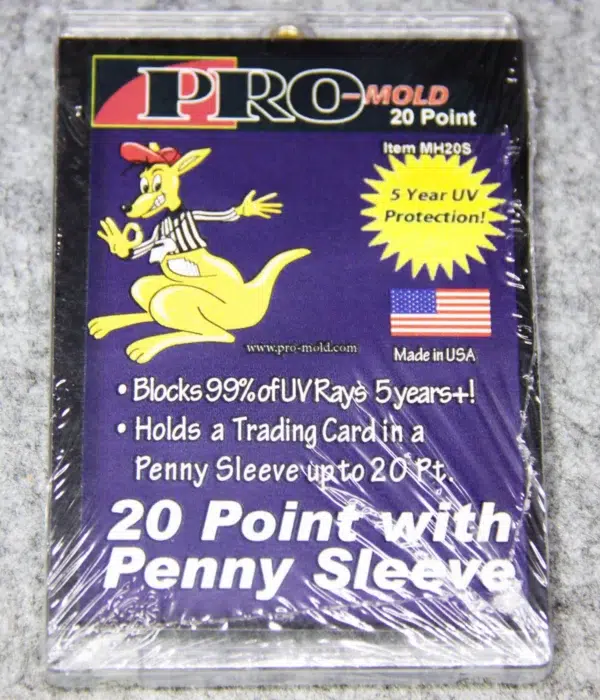 PRO-MOLD
20 Point
Item MH20S
5 Year UV
Protection!
www.pro-mold.com
Made in USA
• Blocks 99% of UV Ray's 5 years+!
• Holds a Trading Card in a
Penny Sleeve up to 20 Pt.
20 Point with
Penny Sleeve